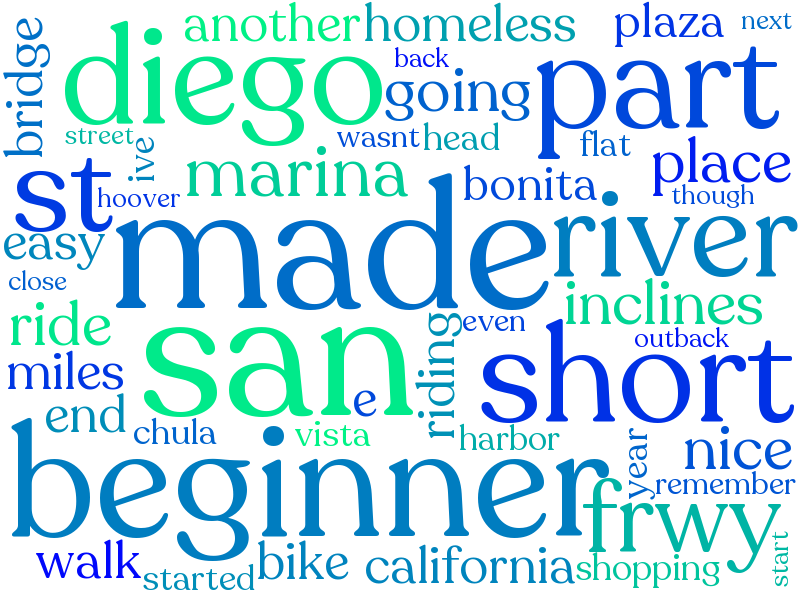 another
homeless
plaza
next
bridge
diego
back
going
part
street
ive
wasnt
head
flat
st
hoover
marina
bonita
place
though
easy
made
river
close
ride
san
even
inclines
outback
miles
e
riding
short
end
chula
vista
harbor
nice
beginner
year
remember
frwy
walk
started
bike
california
shopping
start